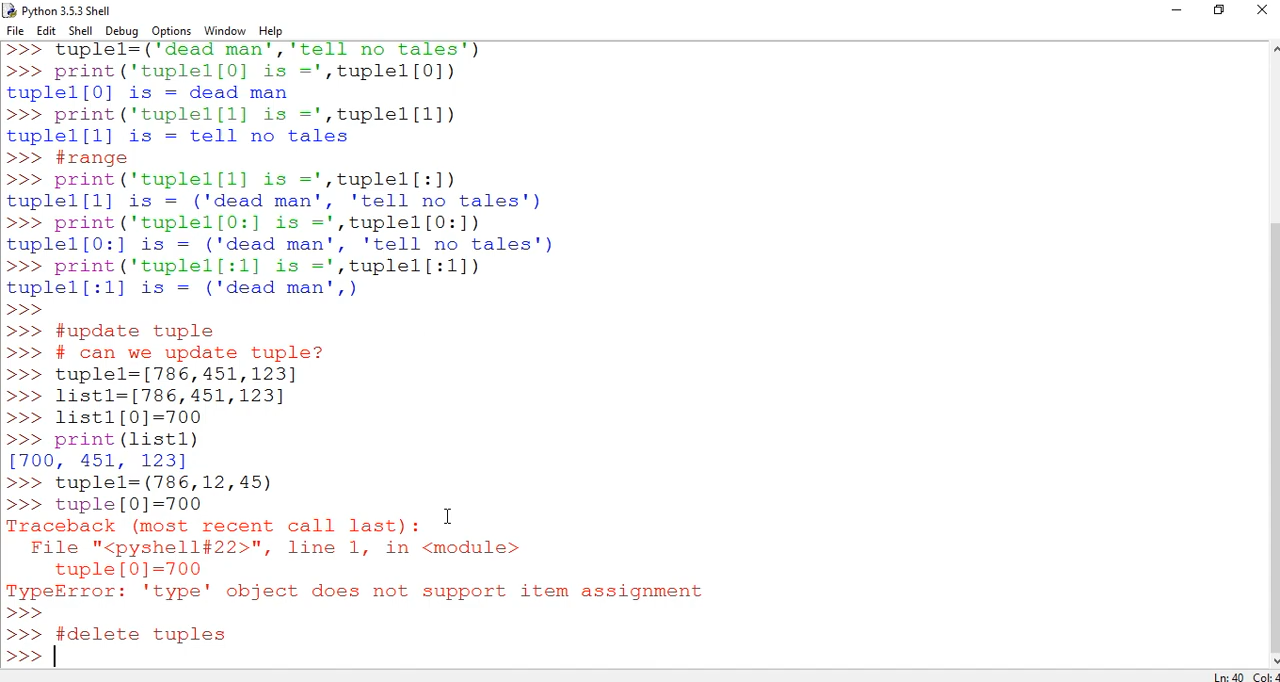 Python 3.5.3 Shell
File Edit Shell Debug Options Window Help
>>> tuple1=('dead man','tell no tales')
>>> print('tuple1[0] is =',tuple1[0])
tuple1[0] is = dead man
>>> print('tuple1[1] is =',tuple1[1])
tuple1[1] is = tell no tales
>>> #range
>>> print('tuple1[1] is =',tuple1[:])
tuple1[1] is = ('dead man', 'tell no tales')
>>> print('tuple1[0:] is =',tuple1[0:])
tuple1[0:] is = ('dead man', 'tell no tales')
>>> print('tuple1[:1] is =',tuple1[:1])
tuple1[:1] is = ('dead man',)
>>>
>>> #update tuple
>>> # can we update tuple?
>>> tuple1=[786,451,123]
>>> list1=[786,451,123]
>>> list1[0]=700
>>> print(list1)
[700, 451, 123]
>>> tuple1=(786,12,45)
>>> tuple[0]=700
Traceback (most recent call last):
  File "<pyshell#22>", line 1, in <module>
    tuple[0]=700
TypeError: 'type' object does not support item assignment
>>>
>>> #delete tuples
>>>
Ln: 40 Col: 4